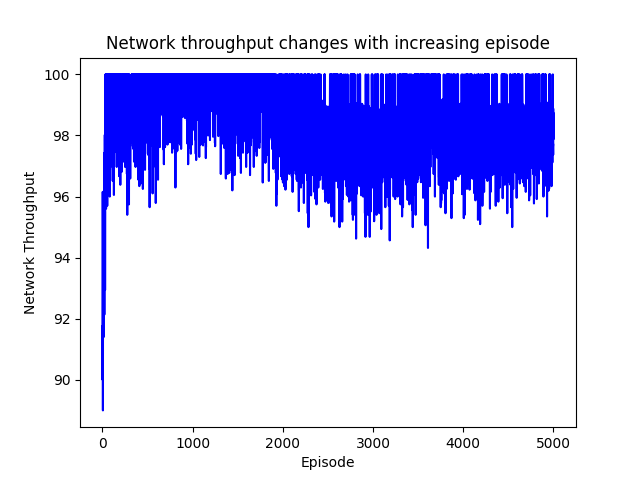 Network throughput changes with increasing episode
100
98
96
94
92
90
Network Throughput
0 1000 2000 3000 4000 5000
Episode